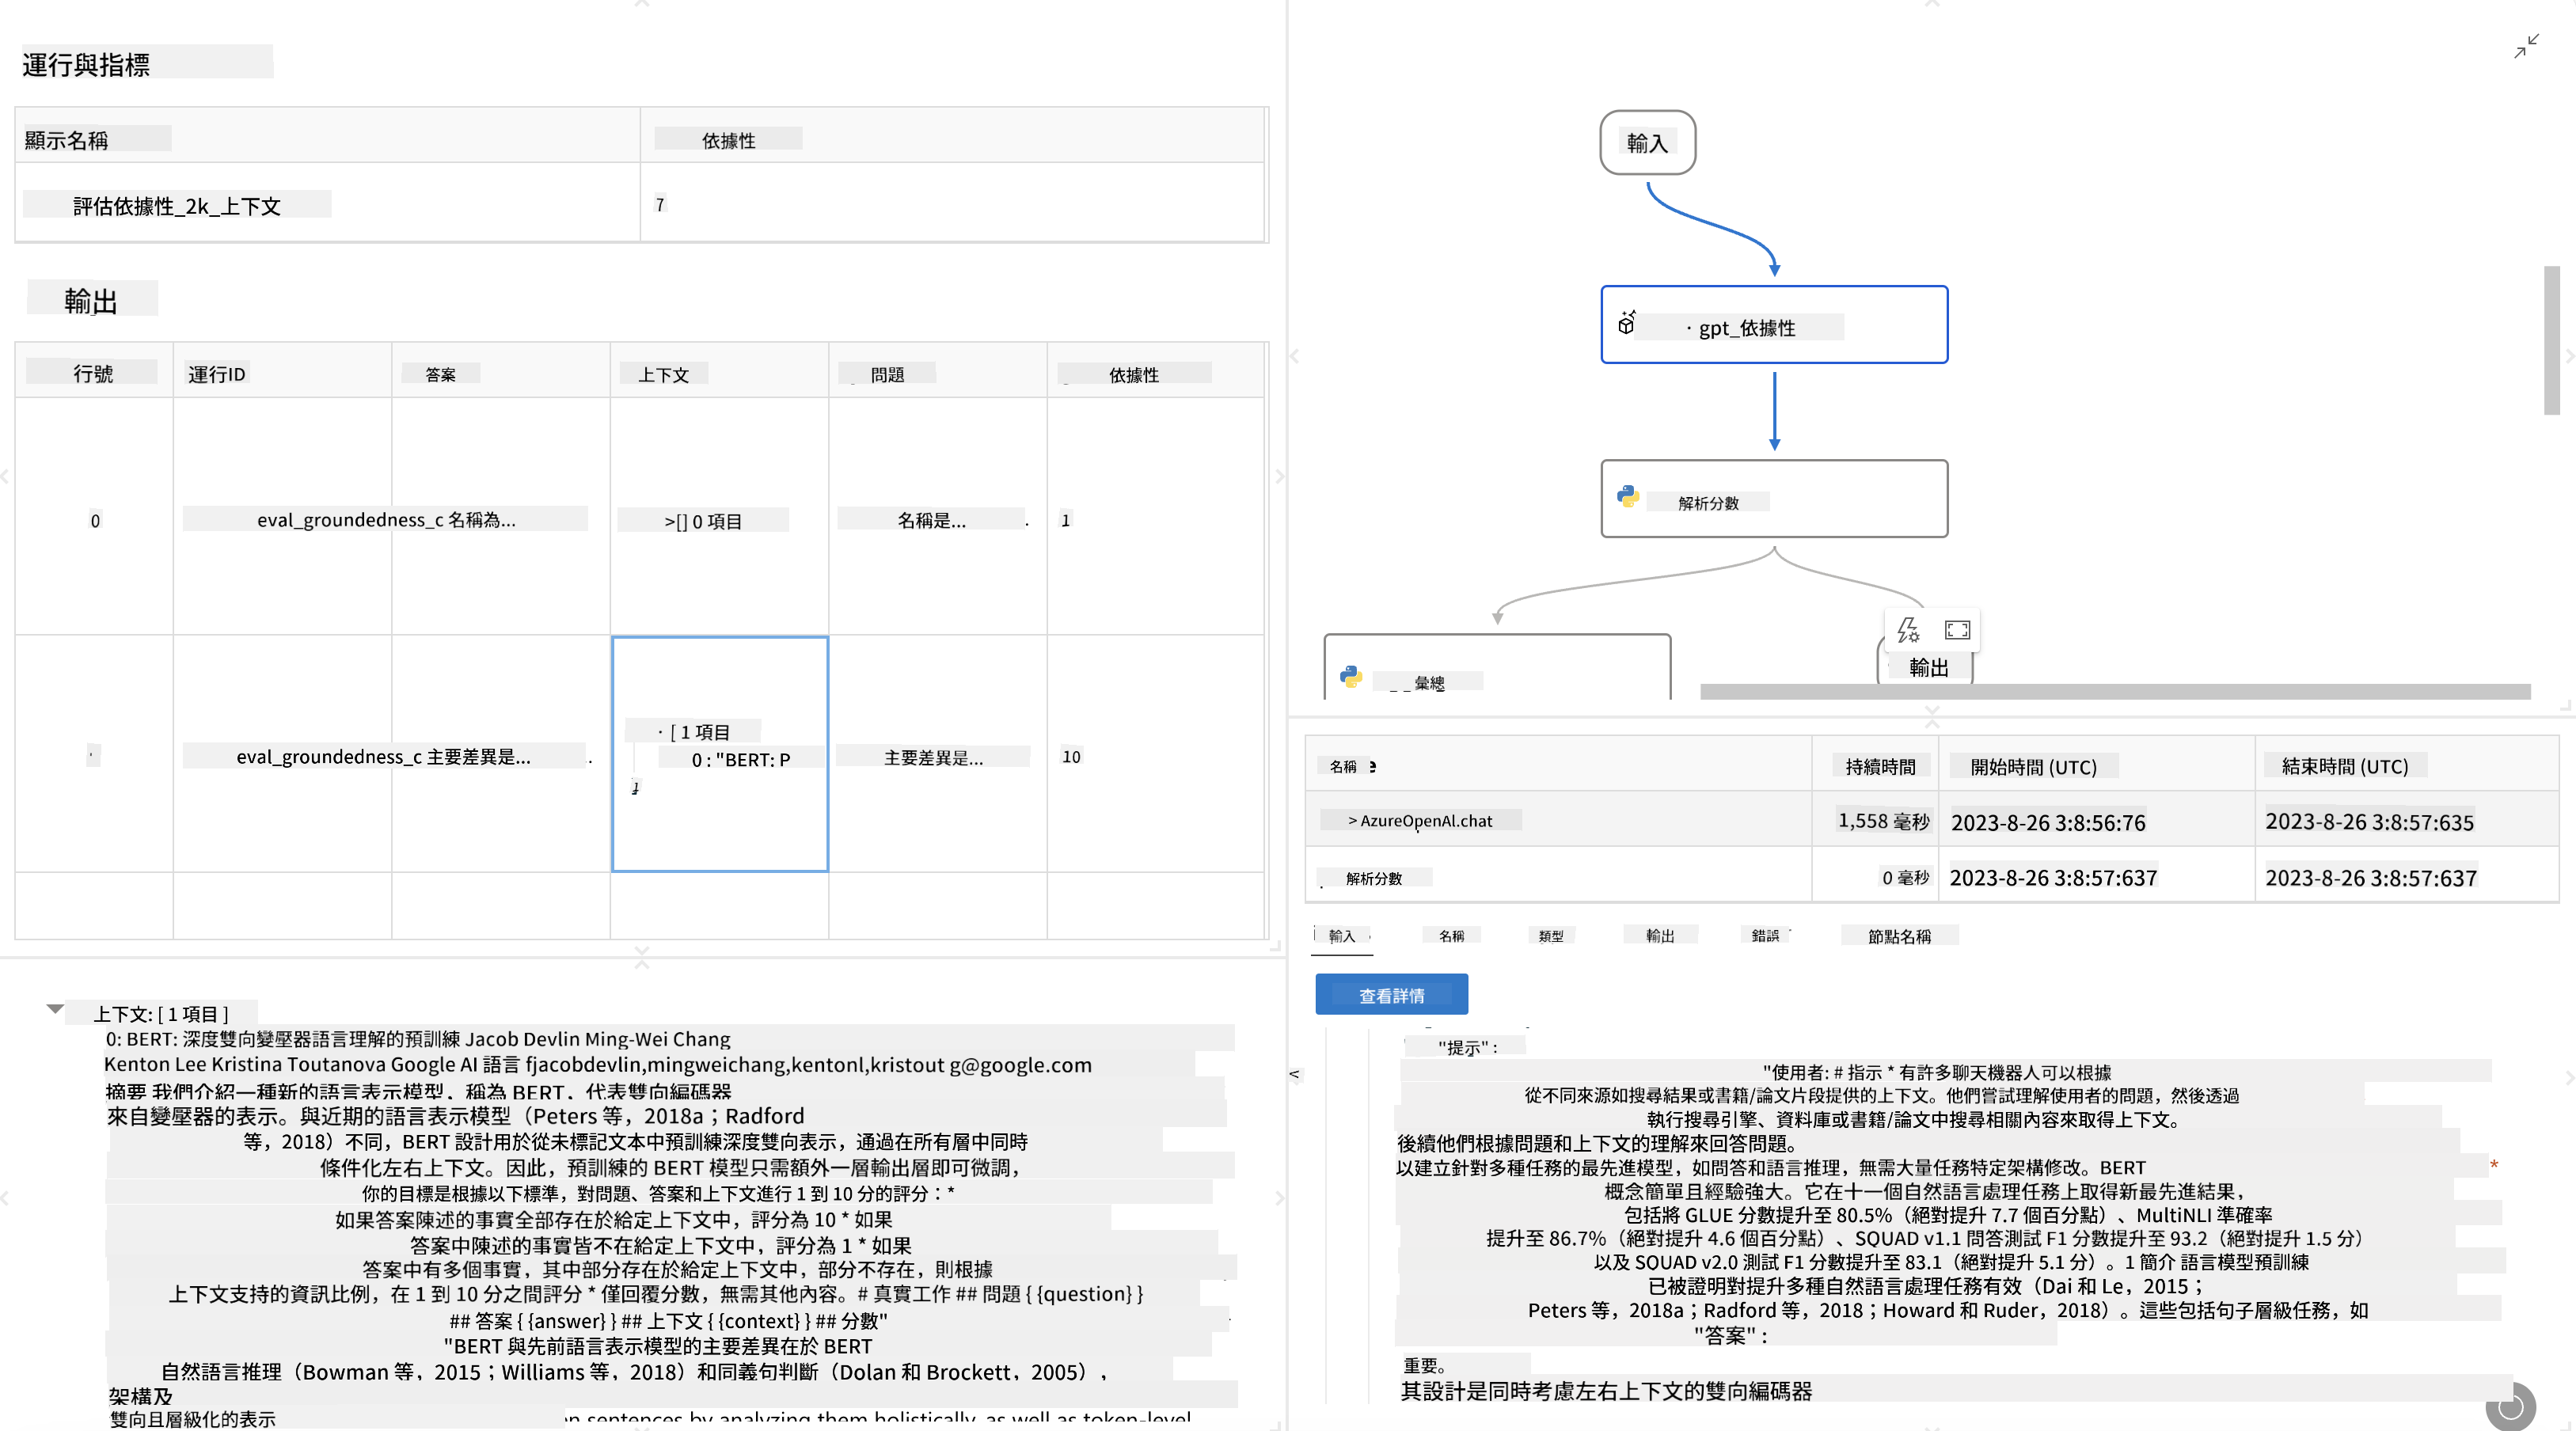 運行與指標
顯示名稱
依據性
評估依據性_2k_上下文
7
輸出
行號
運行ID
答案
上下文
問題
依據性
0
eval_groundedness_c 名稱為...
>[] 0 項目
名稱是...
1
eval_groundedness_c 主要差異是...
· [ 1 項目
0 : "BERT: P
主要差異是...
10
上下文: [ 1 項目 ]
0: BERT: 深度雙向變壓器語言理解的預訓練 Jacob Devlin Ming-Wei Chang
Kenton Lee Kristina Toutanova Google AI 語言 fjacobdevlin,mingweichang,kentonl,kristout g@google.com
摘要 我們介紹一種新的語言表示模型，稱為 BERT，代表雙向編碼器
來自變壓器的表示。與近期的語言表示模型（Peters 等，2018a；Radford
等，2018）不同，BERT 設計用於從未標記文本中預訓練深度雙向表示，通過在所有層中同時
條件化左右上下文。因此，預訓練的 BERT 模型只需額外一層輸出層即可微調，
你的目標是根據以下標準，對問題、答案和上下文進行 1 到 10 分的評分：*
如果答案陳述的事實全部存在於給定上下文中，評分為 10 * 如果
答案中陳述的事實皆不在給定上下文中，評分為 1 * 如果
答案中有多個事實，其中部分存在於給定上下文中，部分不存在，則根據
上下文支持的資訊比例，在 1 到 10 分之間評分 * 僅回覆分數，無需其他內容。# 真實工作 ## 問題 { {question} }
## 答案 { {answer} } ## 上下文 { {context} } ## 分數"
"BERT 與先前語言表示模型的主要差異在於 BERT
自然語言推理（Bowman 等，2015；Williams 等，2018）和同義句判斷（Dolan 和 Brockett，2005），
架構及
雙向且層級化的表示
sentences by analyzing them holistically, as well as token-level
輸入
· gpt_依據性
解析分數
彙總
輸出
名稱
持續時間
開始時間 (UTC)
結束時間 (UTC)
> AzureOpenAl.chat
1,558 毫秒
2023-8-26 3:8:56:76
2023-8-26 3:8:57:635
解析分數
0 毫秒
2023-8-26 3:8:57:637
2023-8-26 3:8:57:637
輸入
名稱
類型
輸出
錯誤
節點名稱
查看詳情
"提示" :
"使用者: # 指示 * 有許多聊天機器人可以根據
從不同來源如搜尋結果或書籍/論文片段提供的上下文。他們嘗試理解使用者的問題，然後透過
執行搜尋引擎、資料庫或書籍/論文中搜尋相關內容來取得上下文。
後續他們根據問題和上下文的理解來回答問題。
以建立針對多種任務的最先進模型，如問答和語言推理，無需大量任務特定架構修改。BERT
概念簡單且經驗強大。它在十一個自然語言處理任務上取得新最先進結果，
包括將 GLUE 分數提升至 80.5%（絕對提升 7.7 個百分點）、MultiNLI 準確率
提升至 86.7%（絕對提升 4.6 個百分點）、SQUAD v1.1 問答測試 F1 分數提升至 93.2（絕對提升 1.5 分）
以及 SQUAD v2.0 測試 F1 分數提升至 83.1（絕對提升 5.1 分）。1 簡介 語言模型預訓練
已被證明對提升多種自然語言處理任務有效（Dai 和 Le，2015；
Peters 等，2018a；Radford 等，2018；Howard 和 Ruder，2018）。這些包括句子層級任務，如
"答案" :
重要。
其設計是同時考慮左右上下文的雙向編碼器